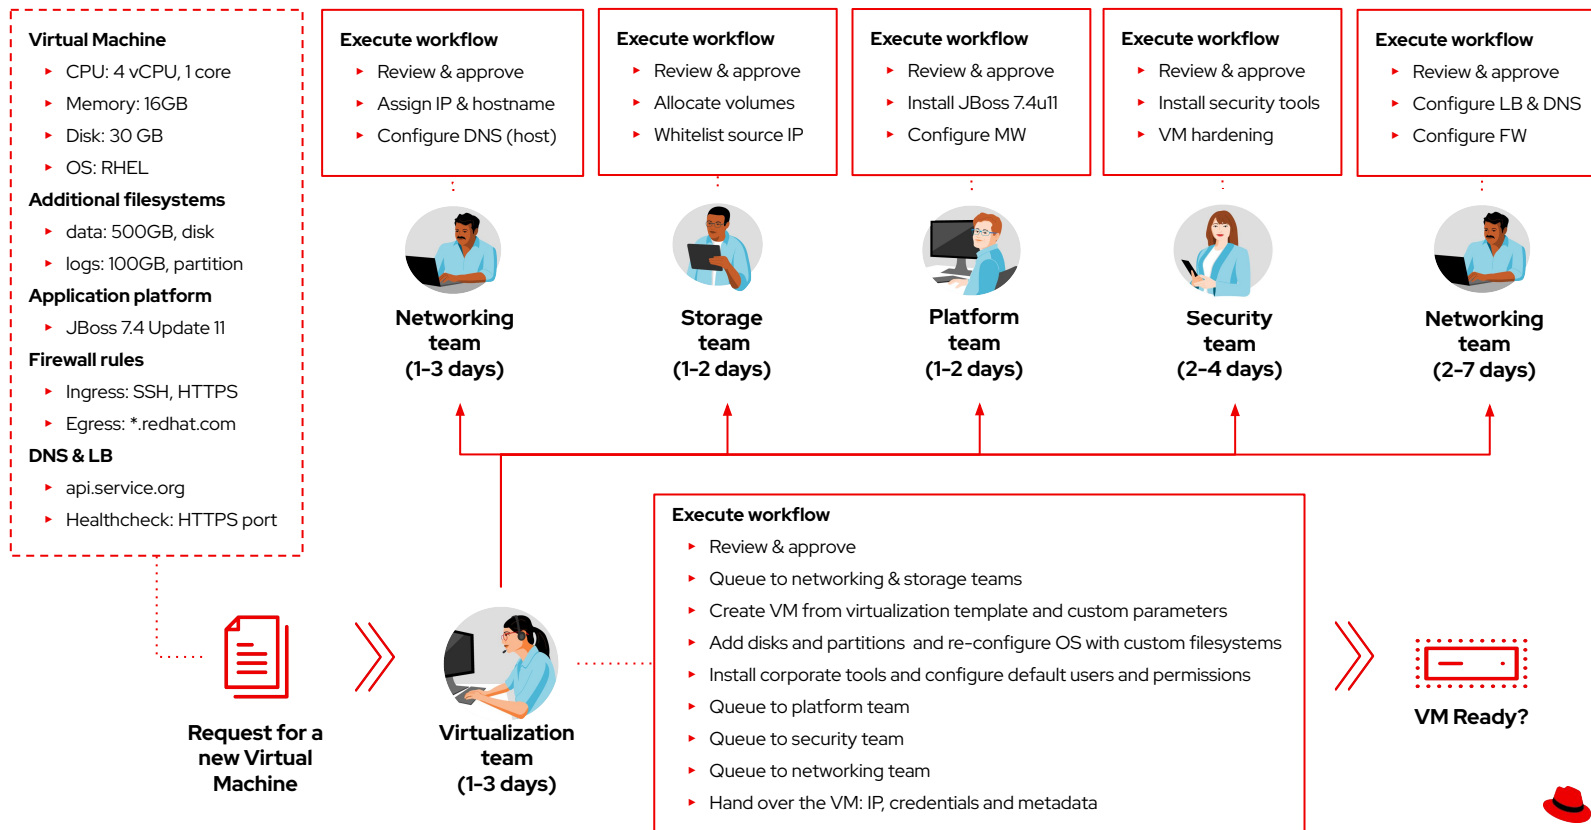 Virtual Machine
CPU: 4 vCPU, 1 core
Memory: 16GB
Disk: 30 GB
OS: RHEL
Additional filesystems
data: 500GB, disk
logs: 100GB, partition
Application platform
JBoss 7.4 Update 11
Firewall rules
Ingress: SSH, HTTPS
Egress: *.redhat.com
DNS & LB
api.service.org
Healthcheck: HTTPS port
Execute workflow
Review & approve
Assign IP & hostname
Configure DNS (host)
Networking
team
(1-3 days)
Execute workflow
Review & approve
Allocate volumes
Whitelist source IP
Storage
team
(1-2 days)
Execute workflow
Review & approve
Install JBoss 7.4u11
Configure MW
Platform
team
(1-2 days)
Execute workflow
Review & approve
Install security tools
VM hardening
Security
team
(2-4 days)
Execute workflow
Review & approve
Configure LB & DNS
Configure FW
Networking
team
(2-7 days)
Request for a
new Virtual
Machine
Virtualization
team
(1-3 days)
Execute workflow
Review & approve
Queue to networking & storage teams
Create VM from virtualization template and custom parameters
Add disks and partitions and re-configure OS with custom filesystems
Install corporate tools and configure default users and permissions
Queue to platform team
Queue to security team
Queue to networking team
Hand over the VM: IP, credentials and metadata
VM Ready?